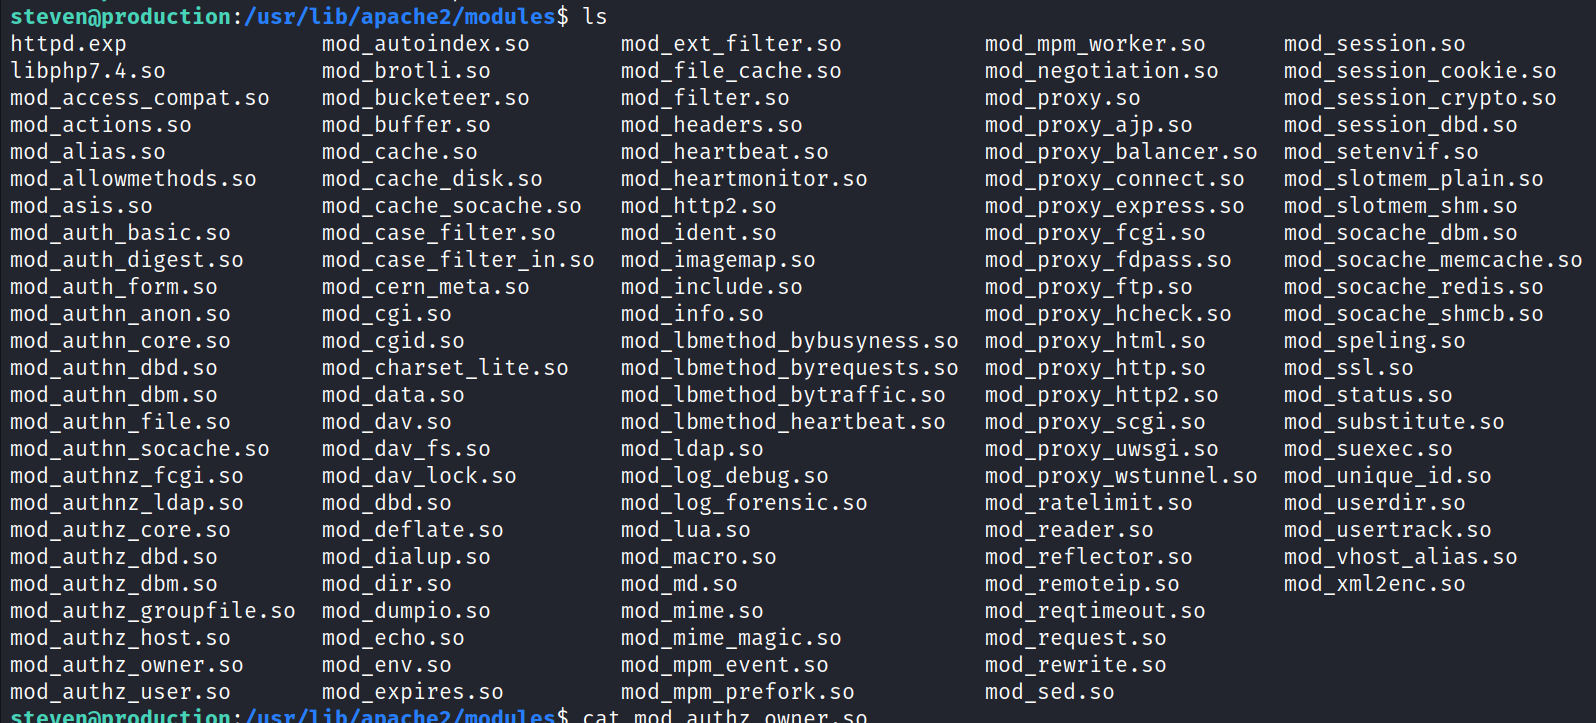 steven@production:/usr/lib/apache2/modules$ ls
httpd.exp mod_autoindex.so mod_ext_filter.so mod_mpm_worker.so mod_session.so
libphp7.4.so mod_brotli.so mod_file_cache.so mod_negotiation.so mod_session_cookie.so
mod_access_compat.so mod_bucketeer.so mod_filter.so mod_proxy.so mod_session_crypto.so
mod_actions.so mod_buffer.so mod_headers.so mod_proxy_ajp.so mod_session_dbd.so
mod_alias.so mod_cache.so mod_heartbeat.so mod_proxy_balancer.so mod_setenvif.so
mod_allowmethods.so mod_cache_disk.so mod_heartmonitor.so mod_proxy_connect.so mod_slotmem_plain.so
mod_asis.so mod_cache_socache.so mod_http2.so mod_proxy_express.so mod_slotmem_shm.so
mod_auth_basic.so mod_case_filter.so mod_ident.so mod_proxy_fcgi.so mod_socache_dbm.so
mod_auth_digest.so mod_case_filter_in.so mod_imagemap.so mod_proxy_fdpass.so mod_socache_memcache.so
mod_auth_form.so mod_cern_meta.so mod_include.so mod_proxy_ftp.so mod_socache_redis.so
mod_authn_anon.so mod_cgi.so mod_info.so mod_proxy_hcheck.so mod_socache_shmcb.so
mod_authn_core.so mod_cgid.so mod_lbmethod_bybusyness.so mod_proxy_html.so mod_speling.so
mod_authn_dbd.so mod_charset_lite.so mod_lbmethod_byrequests.so mod_proxy_http.so mod_ssl.so
mod_authn_dbm.so mod_data.so mod_lbmethod_bytraffic.so mod_proxy_http2.so mod_status.so
mod_authn_file.so mod_dav.so mod_lbmethod_heartbeat.so mod_proxy_scgi.so mod_substitute.so
mod_authn_socache.so mod_dav_fs.so mod_ldap.so mod_proxy_uwsgi.so mod_suexec.so
mod_authnz_fcgi.so mod_dav_lock.so mod_log_debug.so mod_proxy_wstunnel.so mod_unique_id.so
mod_authnz_ldap.so mod_dbd.so mod_log_forensic.so mod_ratelimit.so mod_userdir.so
mod_authz_core.so mod_deflate.so mod_lua.so mod_reader.so mod_usertrack.so
mod_authz_dbd.so mod_dialup.so mod_macro.so mod_reflector.so mod_vhost_alias.so
mod_authz_dbm.so mod_dir.so mod_md.so mod_remoteip.so mod_xml2enc.so
mod_authz_groupfile.so mod_dumpio.so mod_mime.so mod_reqtimeout.so
mod_authz_host.so mod_echo.so mod_mime_magic.so mod_request.so
mod_authz_owner.so mod_env.so mod_mpm_event.so mod_rewrite.so
mod_authz_user.so mod_expires.so mod_mpm_prefork.so mod_sed.so
steven@production:/usr/lib/apache2/modules$ cat mod_authz_owner.so